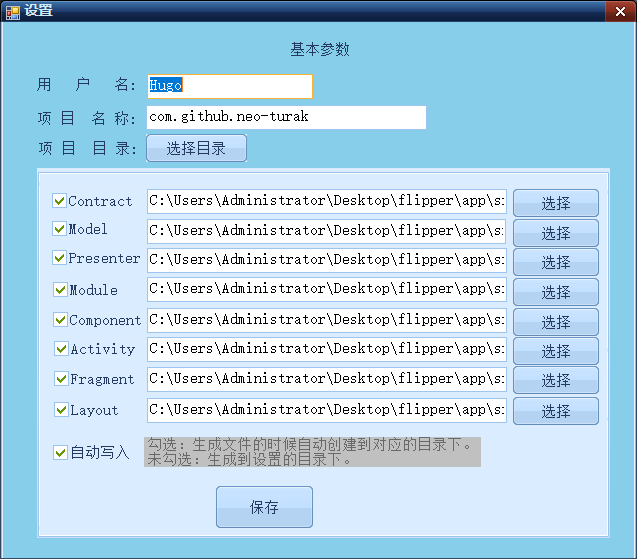 设置
基本参数
用 户 名: Hugo
项 目 名 称: com.github.neo-turak
项 目 目 录: 选择目录
Contract C:\Users\Administrator\Desktop\flipper\app\s 选择
Model C:\Users\Administrator\Desktop\flipper\app\s 选择
Presenter C:\Users\Administrator\Desktop\flipper\app\s 选择
Module C:\Users\Administrator\Desktop\flipper\app\s 选择
Component C:\Users\Administrator\Desktop\flipper\app\s 选择
Activity C:\Users\Administrator\Desktop\flipper\app\s 选择
Fragment C:\Users\Administrator\Desktop\flipper\app\s 选择
Layout C:\Users\Administrator\Desktop\flipper\app\s 选择
自动写入 勾选: 生成文件的时候自动创建到对应的目录下。
未勾选: 生成到设置的目录下。
保存